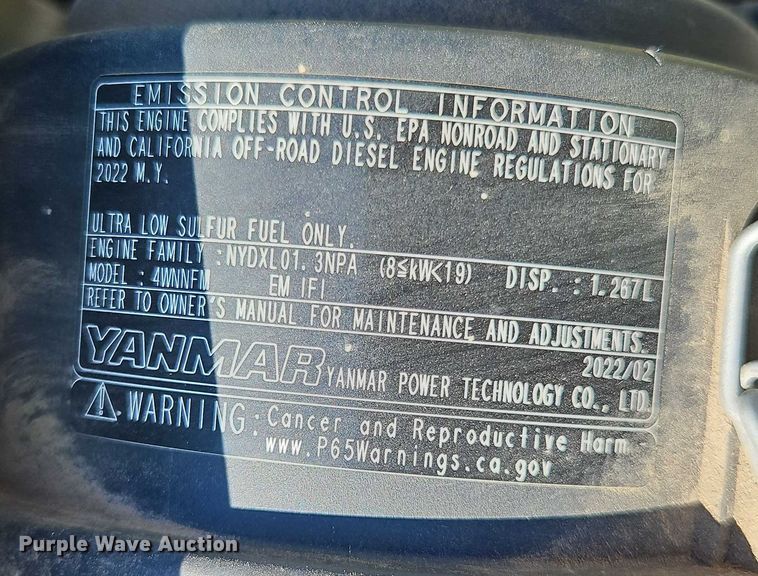 EMISSION CONTROL INFORMATION
THIS ENGINE COMPLIES WITH U.S. EPA NONROAD AND STATIONARY
AND CALIFORNIA OFF-ROAD DIESEL ENGINE REGULATIONS FOR
2022 M.Y.
ULTRA LOW SULFUR FUEL ONLY.
ENGINE FAMILY :NYDXL01.3NPA (8≦kW<19) DISP. : 1.267L
MODEL : 4WNNFN EM IFI
REFER TO OWNER'S MANUAL FOR MAINTENANCE AND ADJUSTMENTS.
2022/02
YANMAR YANMAR POWER TECHNOLOGY CO., LTD.
WARNING: Cancer and Reproductive Harm -
www.P65Warnings.ca.gov
Purple Wave Auction